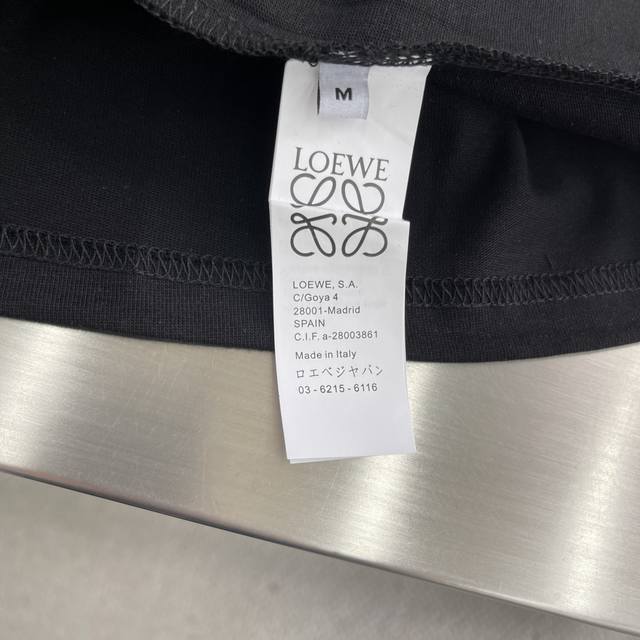 M
LOEWE
LOEWE, S.A.
C/Goya 4
28001-Madrid
SPAIN
C.I.F. a-28003861
Made in Italy
ロエベジャパン
03 - 6215 - 6116